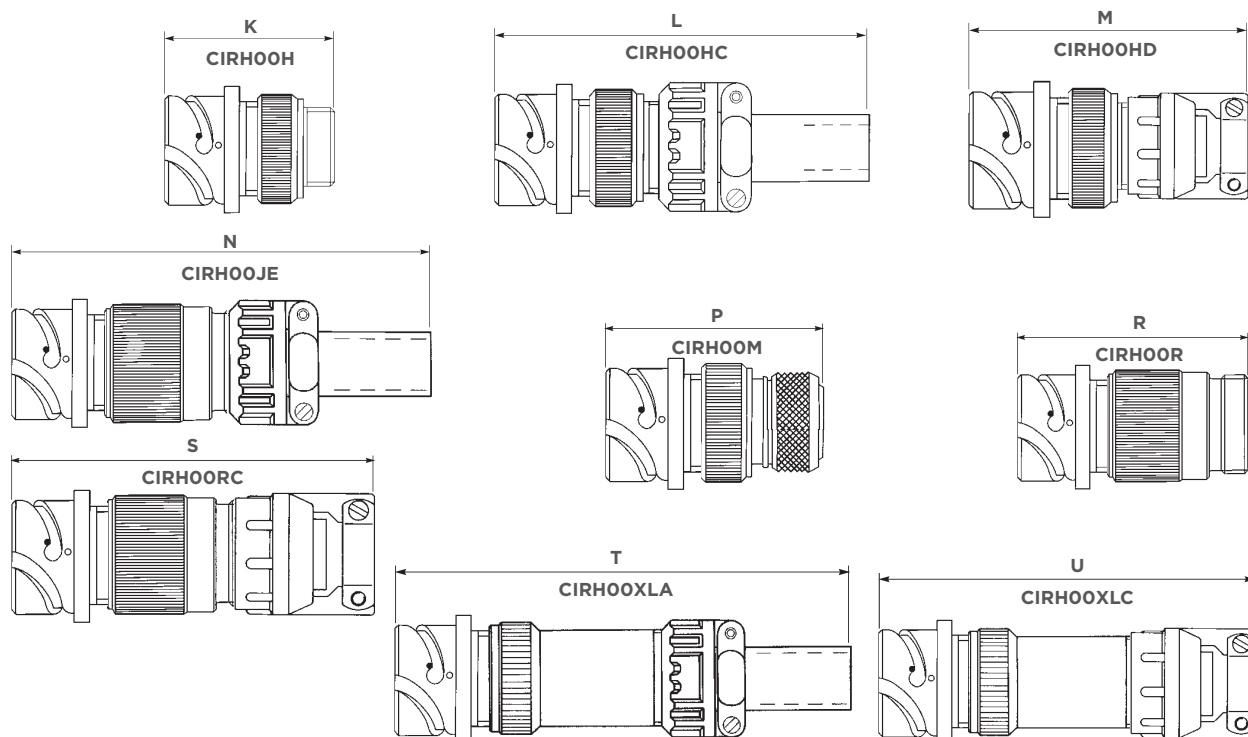 K
CIRH00H
L
CIRH00HC
M
CIRH00HD
N
CIRH00JE
P
CIRH00M
R
CIRH00R
S
CIRH00RC
T
CIRH00XLA
U
CIRH00XLC